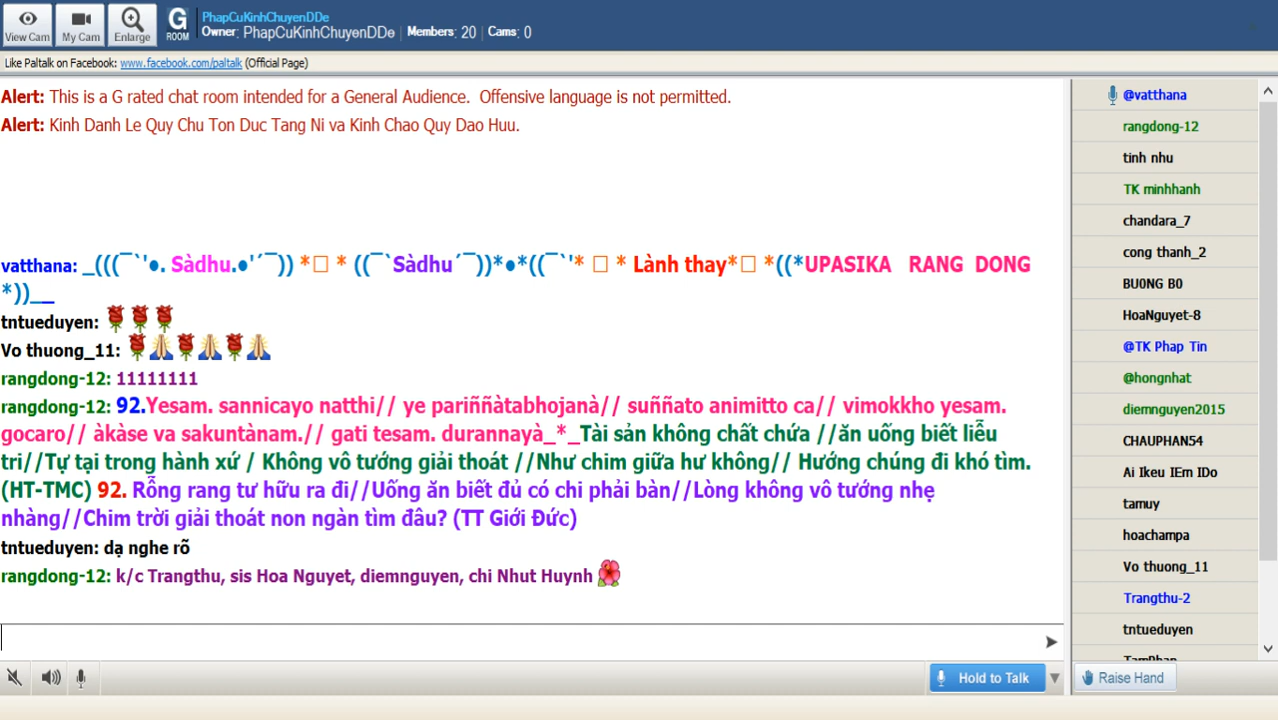 PhapCuKinhChuyenDDe
Owner: PhapCuKinhChuyenDDe | Members: 20 | Cams: 0
View Cam
My Cam
Enlarge
G
ROOM
Like Paltalk on Facebook: www.facebook.com/paltalk (Official Page)
Alert: This is a G rated chat room intended for a General Audience. Offensive language is not permitted.
Alert: Kinh Danh Le Quy Chu Ton Duc Tang Ni va Kinh Chao Quy Dao Huu.
vatthana: _(((¯`'●. Sàdhu.●'´¯)) *□ * ((¯`Sàdhu´¯))*●*((¯`'* □ * Lành thay*□ *((*UPASIKA RANG DONG
*))__
tntueduyen: 🌹🌹🌹
Vo thuong_11: 🌹🙏🌹🙏🌹🙏
rangdong-12: 11111111
rangdong-12: 92.Yesam. sannicayo natthi// ye pariññàtabhojanà// suññato animitto ca// vimokkho yesam.
gocaro// àkàse va sakuntànam.// gati tesam. durannayà_*_Tài sản không chất chứa //ăn uống biết liễu
tri//Tự tại trong hành xứ / Không vô tướng giải thoát //Như chim giữa hư không// Hướng chúng đi khó tìm.
(HT-TMC) 92. Rỗng rang tư hữu ra đi//Uống ăn biết đủ có chi phải bàn//Lòng không vô tướng nhẹ
nhàng//Chim trời giải thoát non ngàn tìm đâu? (TT Giới Đức)
tntueduyen: dạ nghe rõ
rangdong-12: k/c Trangthu, sis Hoa Nguyet, diemnguyen, chi Nhut Huynh 🌺
@vatthana
rangdong-12
tinh nhu
TK minhhanh
chandara_7
cong thanh_2
BU0NG B0
HoaNguyet-8
@TK Phap Tin
@hongnhat
diemnguyen2015
CHAUPHAN54
Ai Ikeu IEm IDo
tamuy
hoachampa
Vo thuong_11
Trangthu-2
tntueduyen
TamPhan
Hold to Talk
Raise Hand